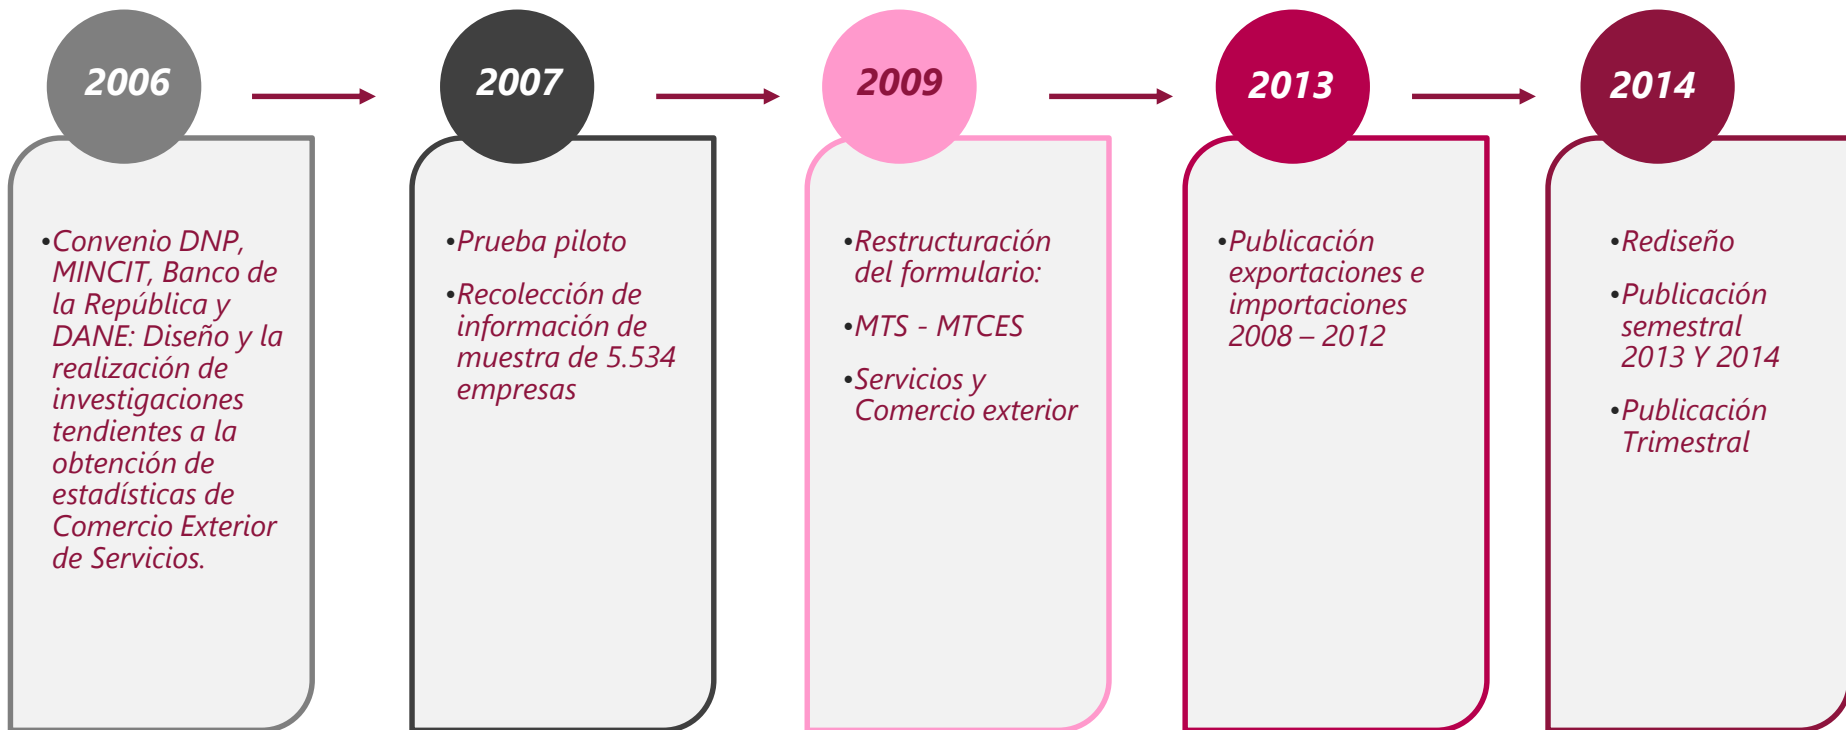 2006
•Convenio DNP,
MINCIT, Banco de
la República y
DANE: Diseño y la
realización de
investigaciones
tendientes a la
obtención de
estadísticas de
Comercio Exterior
de Servicios.
2007
•Prueba piloto
•Recolección de
información de
muestra de 5.534
empresas
2009
•Restructuración
del formulario:
•MTS - MTCES
•Servicios y
Comercio exterior
2013
•Publicación
exportaciones e
importaciones
2008 – 2012
2014
•Rediseño
•Publicación
semestral
2013 Y 2014
•Publicación
Trimestral